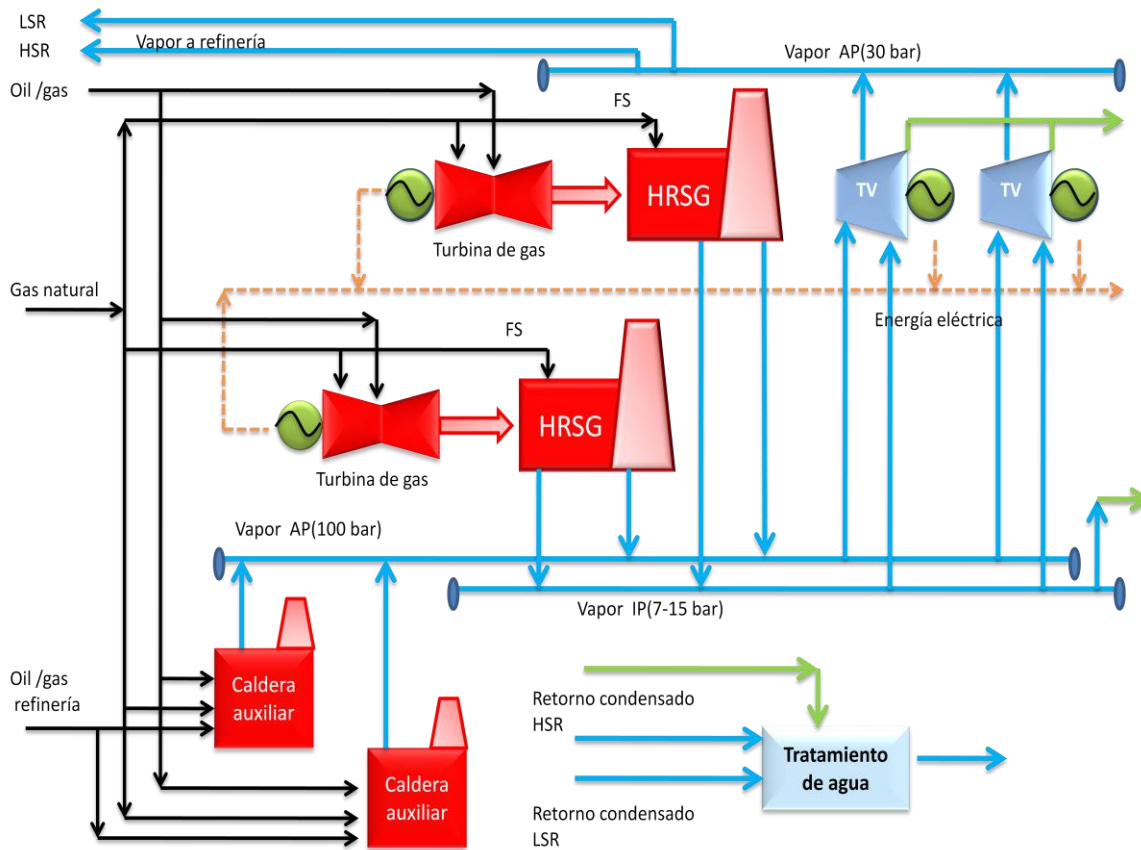 LSR
HSR
Vapor a refinería
Vapor AP(30 bar)
Oil /gas
FS
HRSG
TV
TV
Turbina de gas
Gas natural
FS
Energía eléctrica
HRSG
Turbina de gas
Vapor AP(100 bar)
Vapor IP(7-15 bar)
Caldera
auxiliar
Oil /gas
refinería
Caldera
auxiliar
Retorno condensado
HSR
Tratamiento
de agua
Retorno condensado
LSR